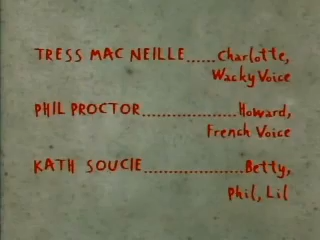 TRESS MAC NEILLE......Charlotte,
Wacky Voice
PHIL PROCTOR.................Howard,
French Voice
KATH SOUCIE..................Betty,
Phil, Lil